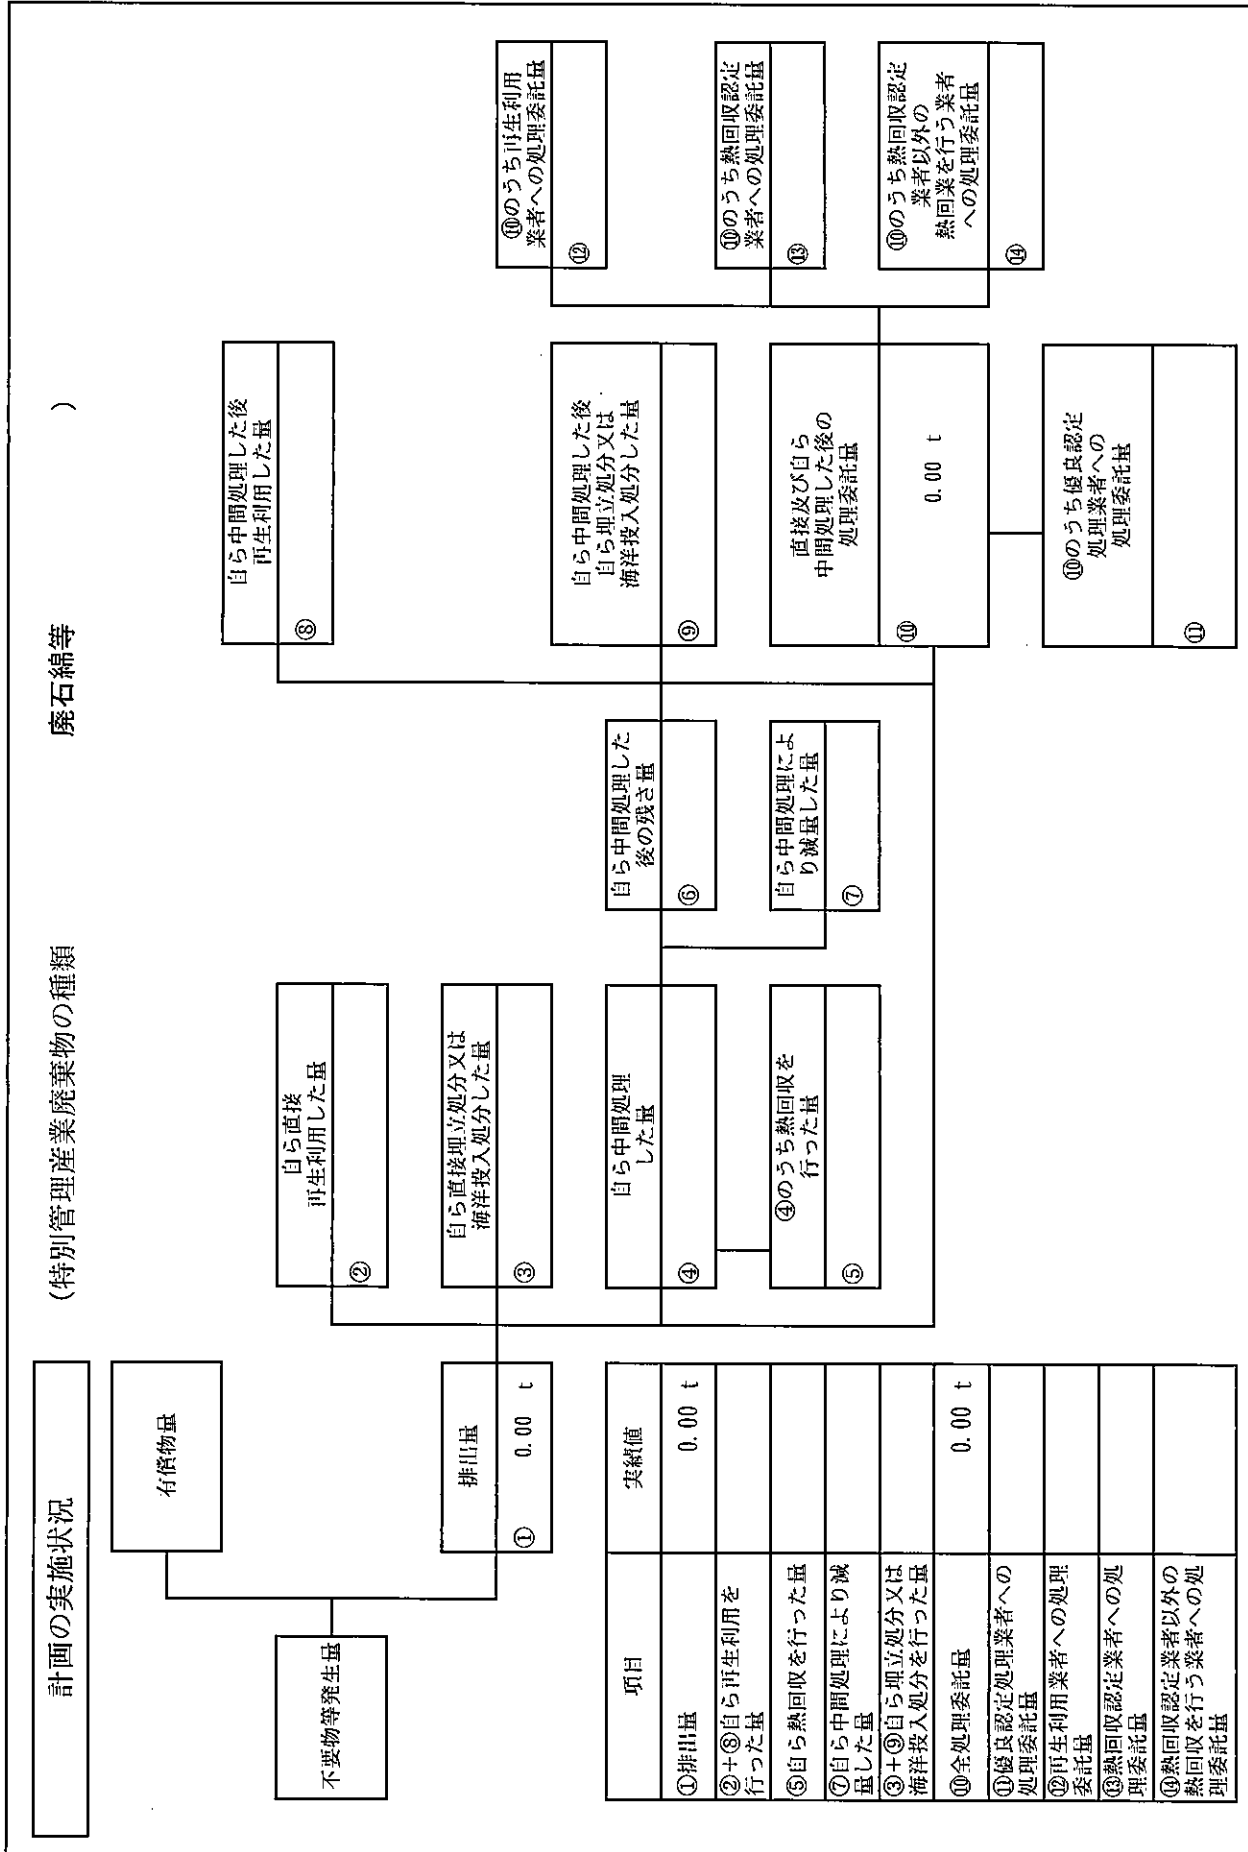 計画の実施状況
(特別管理産業廃棄物の種類　廃石綿等　)
不要物等発生量
有償物量
排出量
① 0.00 t
自ら直接
再生利用した量
②
自ら直接埋立処分又は
海洋投入処分した量
③
自ら中間処理
した量
④
④のうち熱回収を
行った量
⑤
自ら中間処理した
後の残さ量
⑥
自ら中間処理によ
り減量した量
⑦
自ら中間処理した後
再生利用した量
⑧
自ら中間処理した後
自ら埋立処分又は
海洋投入処分した量
⑨
直接及び自ら
中間処理した後の
処理委託量
⑩ 0.00 t
⑩のうち優良認定
処理業者への
処理委託量
⑪
⑩のうち再生利用
業者への処理委託量
⑫
⑩のうち熱回収認定
業者への処理委託量
⑬
⑩のうち熱回収認定
業者以外の
熱回業を行う業者
への処理委託量
⑭
項目 実績値
①排出量 0.00 t
②+⑧自ら再生利用を
行った量
⑤自ら熱回収を行った量
⑦自ら中間処理により減
量した量
③+⑨自ら埋立処分又は
海洋投入処分を行った量
⑩全処理委託量 0.00 t
⑪優良認定処理業者への
処理委託量
⑫再生利用業者への処理
委託量
⑬熱回収認定業者への処
理委託量
⑭熱回収認定業者以外の
熱回収を行う業者への処
理委託量